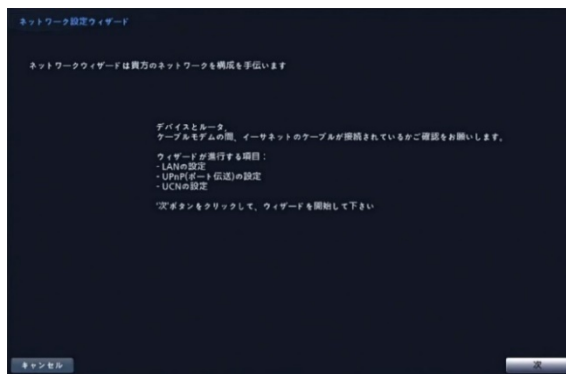 ネットワーク設定ウィザード
ネットワークウィザードは貴方のネットワークを構成を手伝います
デバイスとルータ,
ケーブルモデムの間、イーサネットのケーブルが接続されているかご確認をお願いします。
ウィザードが進行する項目：
- LANの設定
- UPnP(ポート伝送)の設定
- UCNの設定
'次'ボタンをクリックして、ウィザードを開始して下さい
キャンセル
次